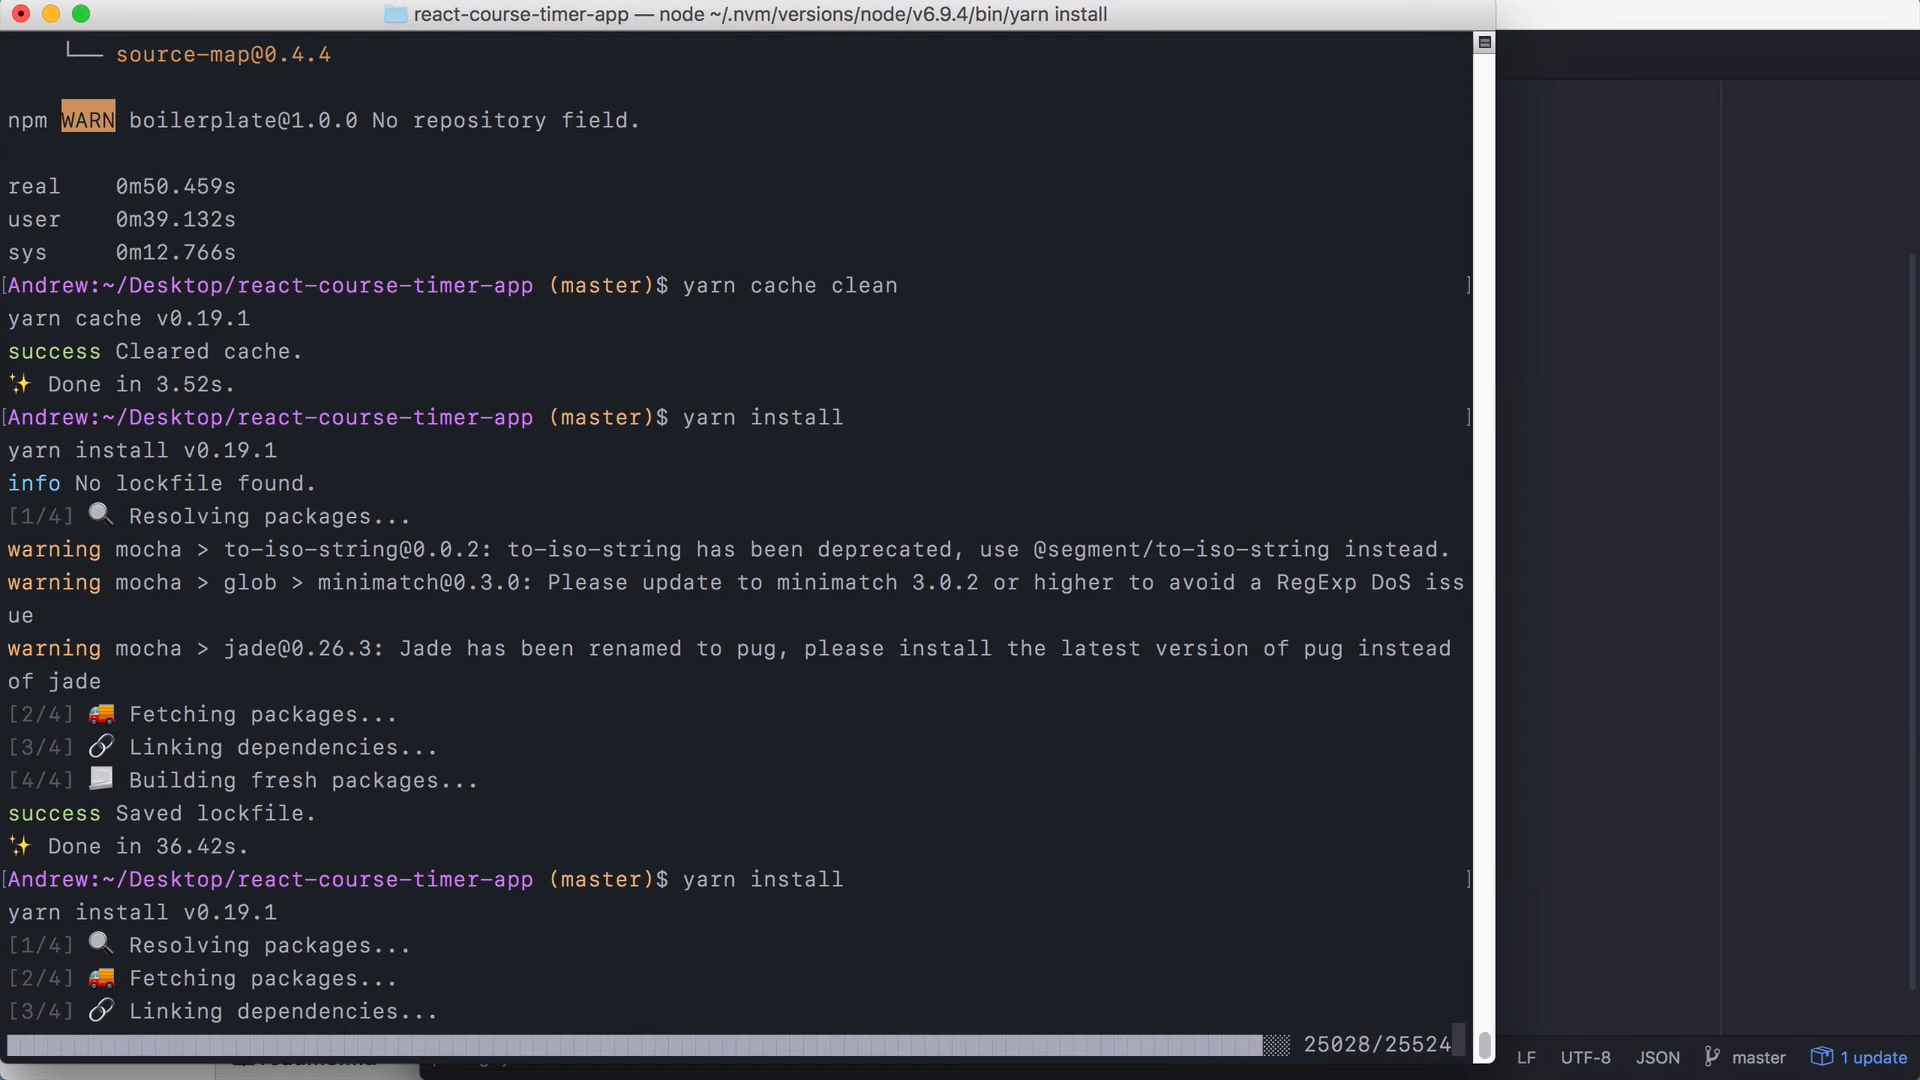 react-course-timer-app — node ~/.nvm/versions/node/v6.9.4/bin/yarn install
└── source-map@0.4.4
npm WARN boilerplate@1.0.0 No repository field.
real 0m50.459s
user 0m39.132s
sys 0m12.766s
[Andrew:~/Desktop/react-course-timer-app (master)$ yarn cache clean ]
yarn cache v0.19.1
success Cleared cache.
✨ Done in 3.52s.
[Andrew:~/Desktop/react-course-timer-app (master)$ yarn install ]
yarn install v0.19.1
info No lockfile found.
[1/4] 🔍 Resolving packages...
warning mocha > to-iso-string@0.0.2: to-iso-string has been deprecated, use @segment/to-iso-string instead.
warning mocha > glob > minimatch@0.3.0: Please update to minimatch 3.0.2 or higher to avoid a RegExp DoS iss
ue
warning mocha > jade@0.26.3: Jade has been renamed to pug, please install the latest version of pug instead
of jade
[2/4] 🚚 Fetching packages...
[3/4] 🔗 Linking dependencies...
[4/4] 📃 Building fresh packages...
success Saved lockfile.
✨ Done in 36.42s.
[Andrew:~/Desktop/react-course-timer-app (master)$ yarn install ]
yarn install v0.19.1
[1/4] 🔍 Resolving packages...
[2/4] 🚚 Fetching packages...
[3/4] 🔗 Linking dependencies...
25028/25524
LF UTF-8 JSON master 1 update